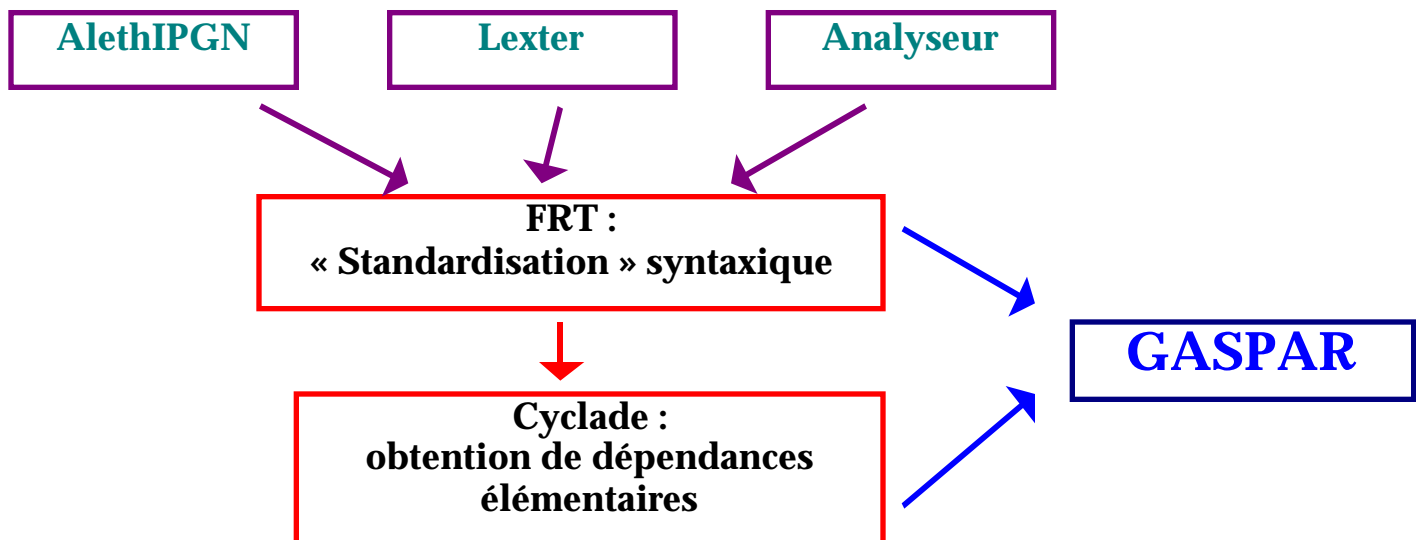 AlethIPGN
Lexter
Analyseur
FRT :
« Standardisation » syntaxique
GASPAR
Cyclade :
obtention de dépendances
élémentaires